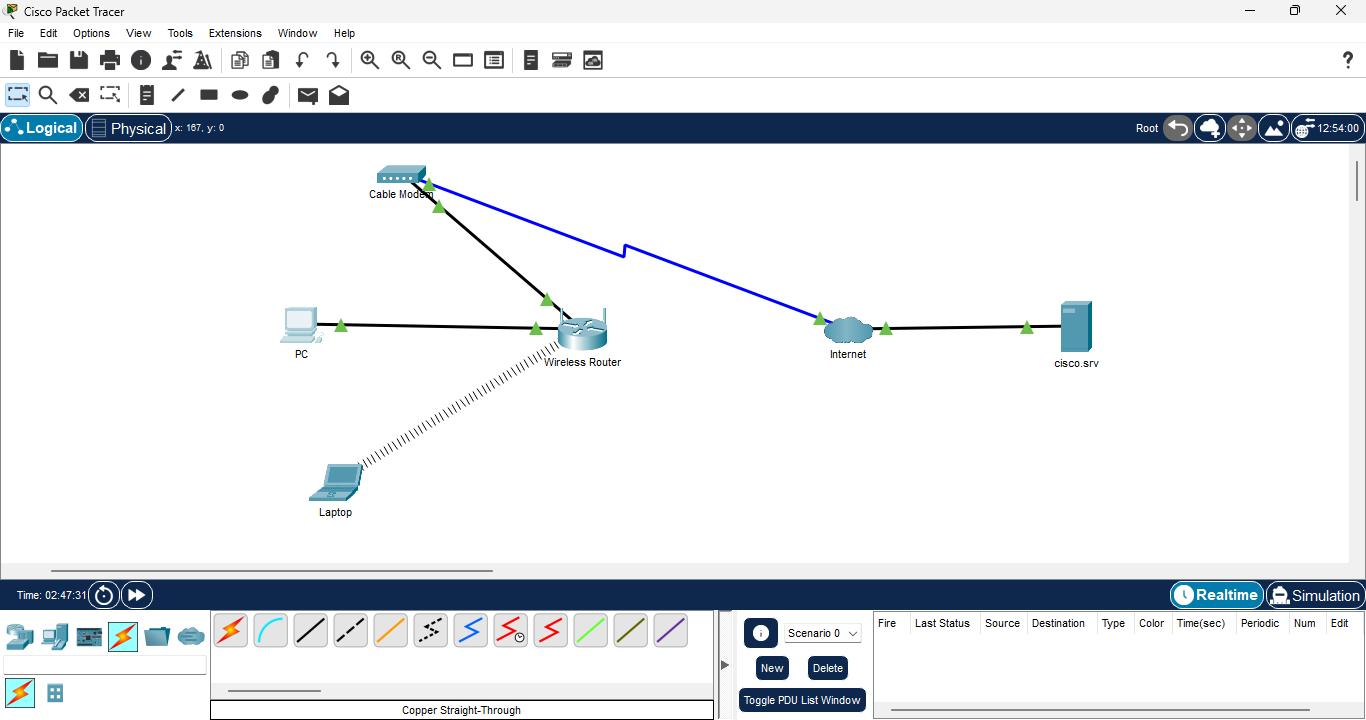 Cisco Packet Tracer
File Edit Options View Tools Extensions Window Help
Logical Physical x: 167, y: 0 Root 12:54:00
Cable Modem
PC
Wireless Router
Internet
cisco.srv
Laptop
Time: 02:47:31 Realtime Simulation
Scenario 0
New Delete
Toggle PDU List Window
Fire Last Status Source Destination Type Color Time(sec) Periodic Num Edit
Copper Straight-Through